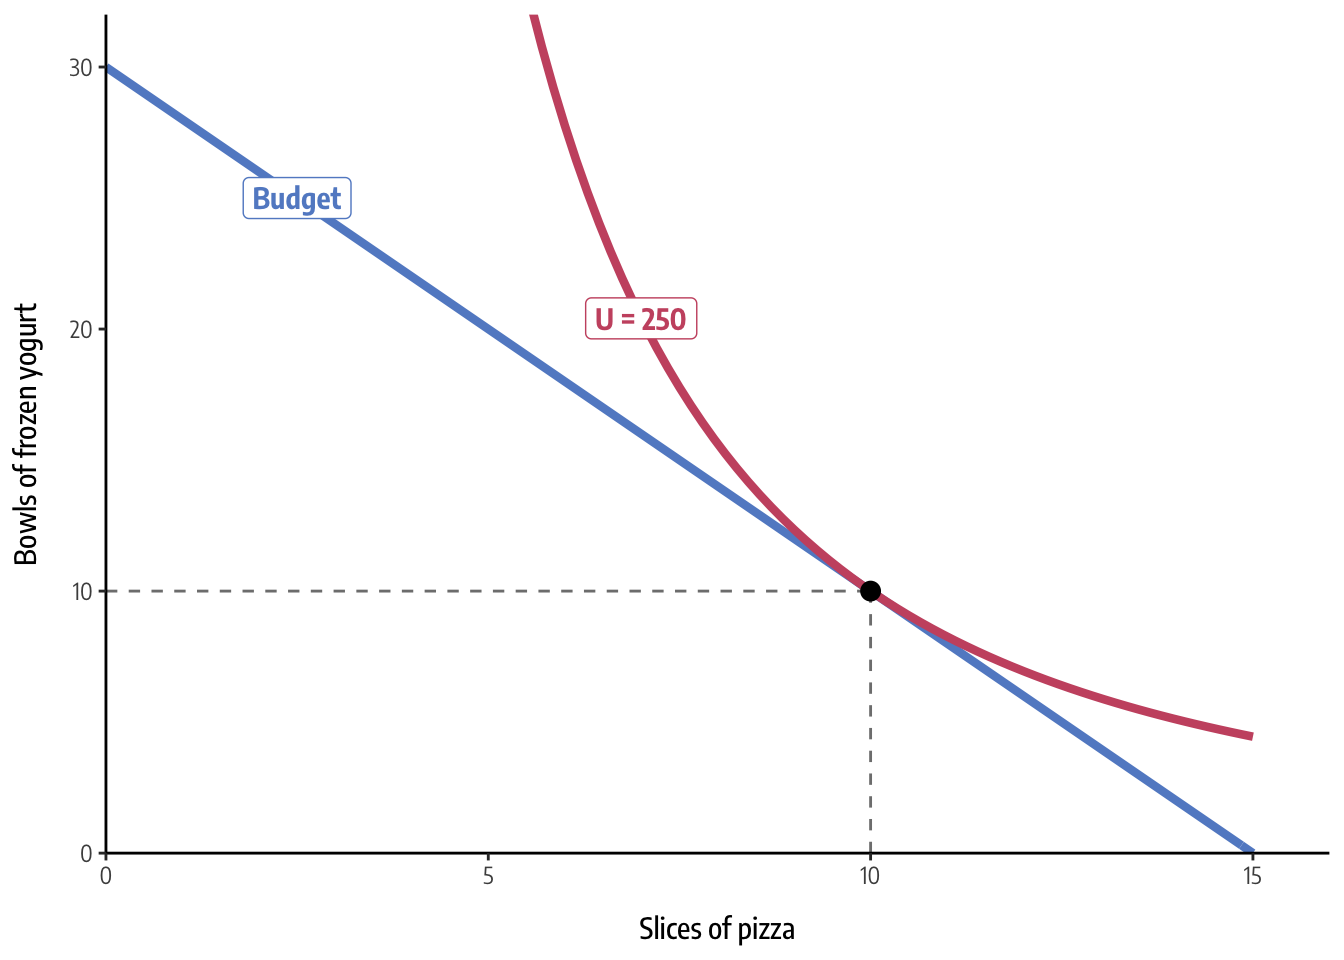 30
20
10
0
Bowls of frozen yogurt
Budget
U = 250
0
5
10
15
Slices of pizza